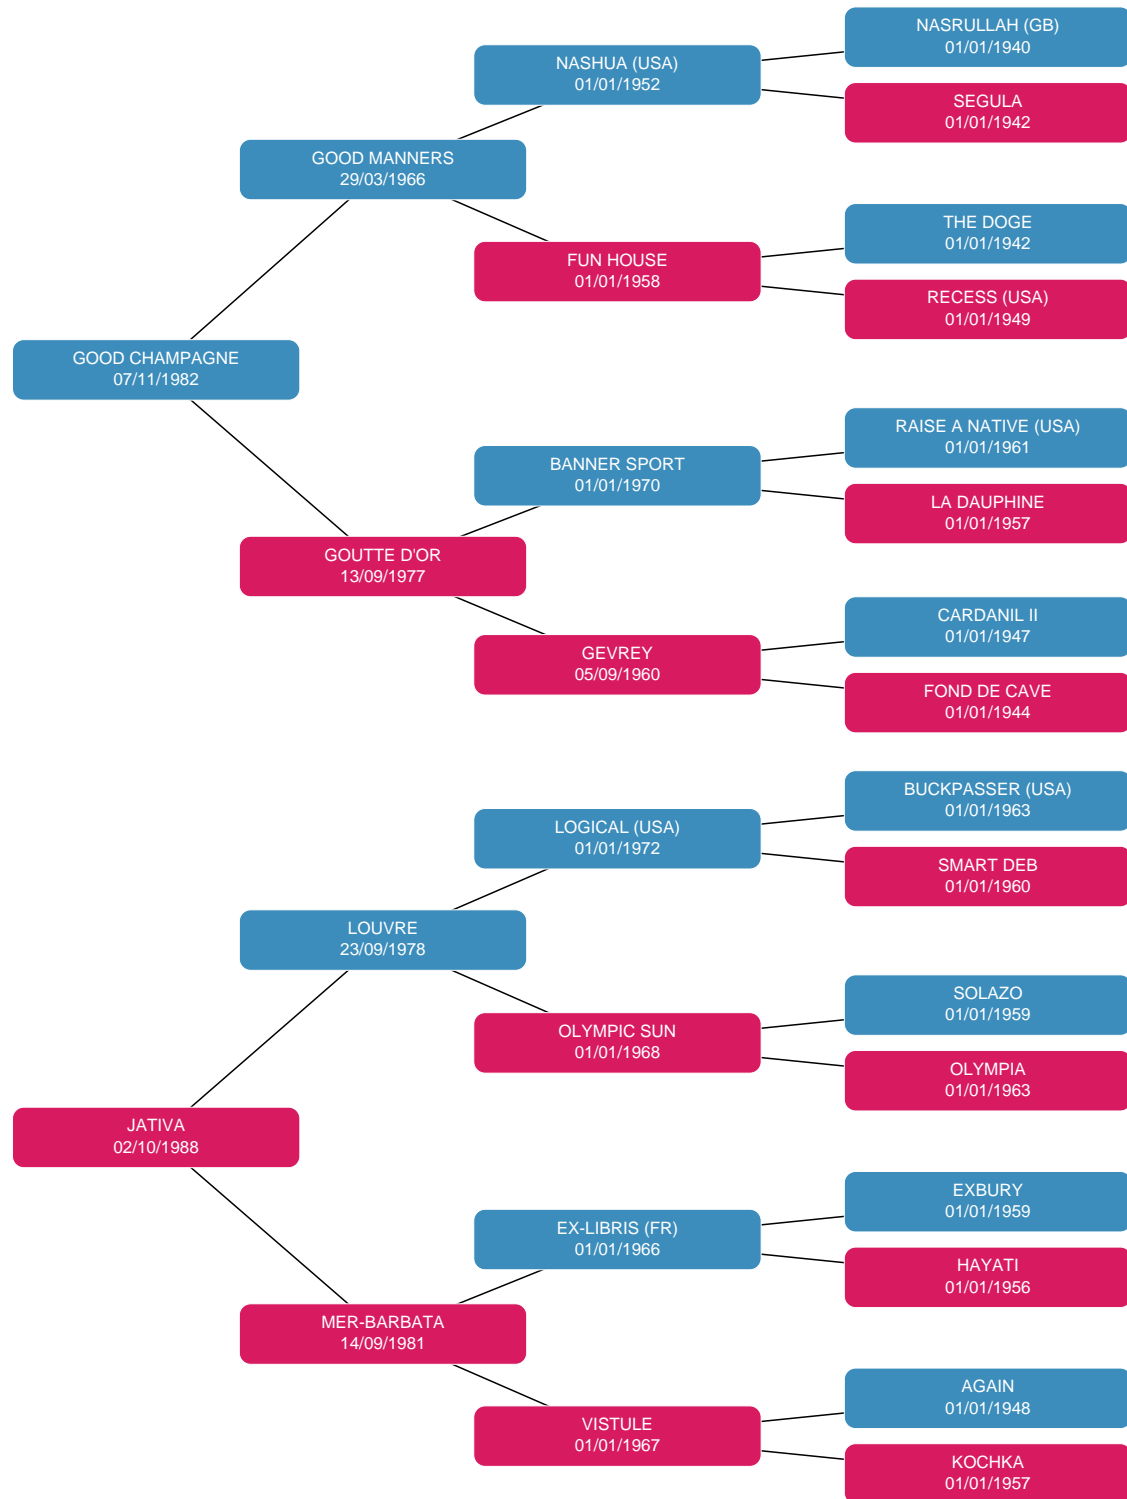 NASRULLAH (GB)
01/01/1940
NASHUA (USA)
01/01/1952
SEGULA
01/01/1942
GOOD MANNERS
29/03/1966
THE DOGE
01/01/1942
FUN HOUSE
01/01/1958
RECESS (USA)
01/01/1949
GOOD CHAMPAGNE
07/11/1982
RAISE A NATIVE (USA)
01/01/1961
BANNER SPORT
01/01/1970
LA DAUPHINE
01/01/1957
GOUTTE D'OR
13/09/1977
CARDANIL II
01/01/1947
GEVREY
05/09/1960
FOND DE CAVE
01/01/1944
BUCKPASSER (USA)
01/01/1963
LOGICAL (USA)
01/01/1972
SMART DEB
01/01/1960
LOUVRE
23/09/1978
SOLAZO
01/01/1959
OLYMPIC SUN
01/01/1968
OLYMPIA
01/01/1963
JATIVA
02/10/1988
EXBURY
01/01/1959
EX-LIBRIS (FR)
01/01/1966
HAYATI
01/01/1956
MER-BARBATA
14/09/1981
AGAIN
01/01/1948
VISTULE
01/01/1967
KOCHKA
01/01/1957